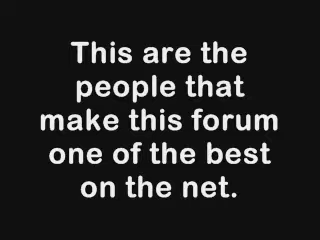 This are the
people that
make this forum
one of the best
on the net.